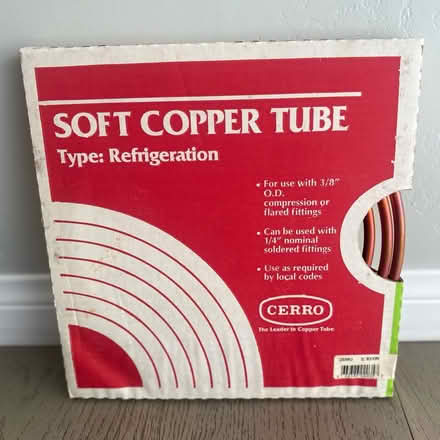 SOFT COPPER TUBE
Type: Refrigeration
• For use with 3/8"
O.D.
compression or
flared fittings
• Can be used with
1/4" nominal
soldered fittings
• Use as required
by local codes
CERRO
The Leader in Copper Tube
CERRO